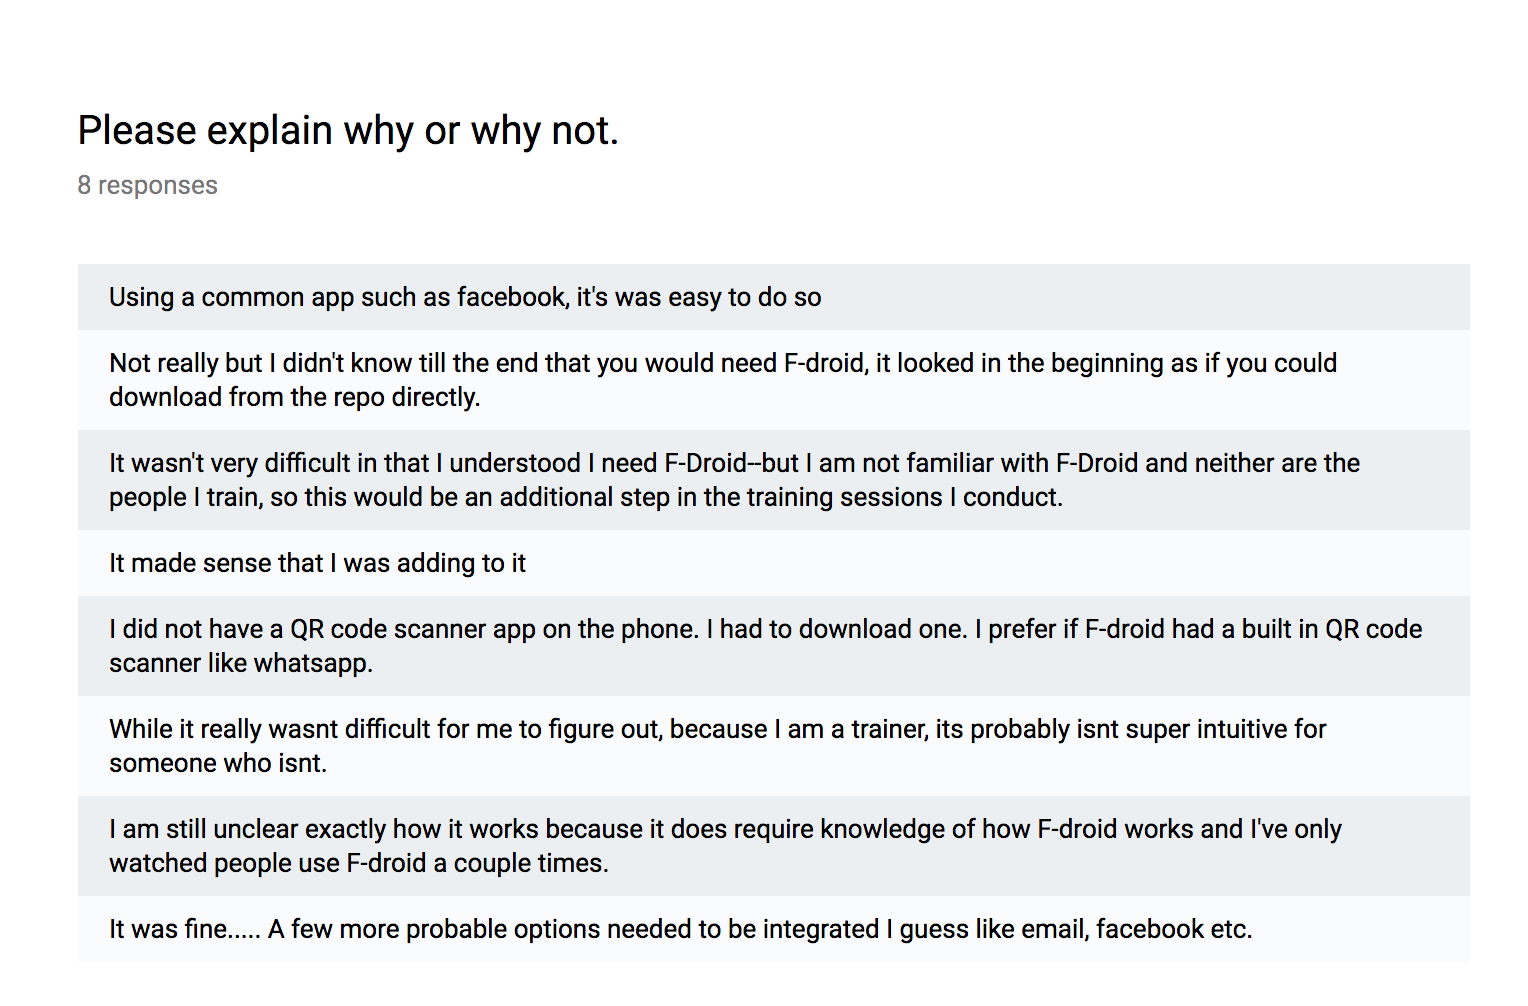 Please explain why or why not.
8 responses
Using a common app such as facebook, it's was easy to do so
Not really but I didn't know till the end that you would need F-droid, it looked in the beginning as if you could
download from the repo directly.
It wasn't very difficult in that I understood I need F-Droid--but I am not familiar with F-Droid and neither are the
people I train, so this would be an additional step in the training sessions I conduct.
It made sense that I was adding to it
I did not have a QR code scanner app on the phone. I had to download one. I prefer if F-droid had a built in QR code
scanner like whatsapp.
While it really wasnt difficult for me to figure out, because I am a trainer, its probably isnt super intuitive for
someone who isnt.
I am still unclear exactly how it works because it does require knowledge of how F-droid works and I've only
watched people use F-droid a couple times.
It was fine..... A few more probable options needed to be integrated I guess like email, facebook etc.